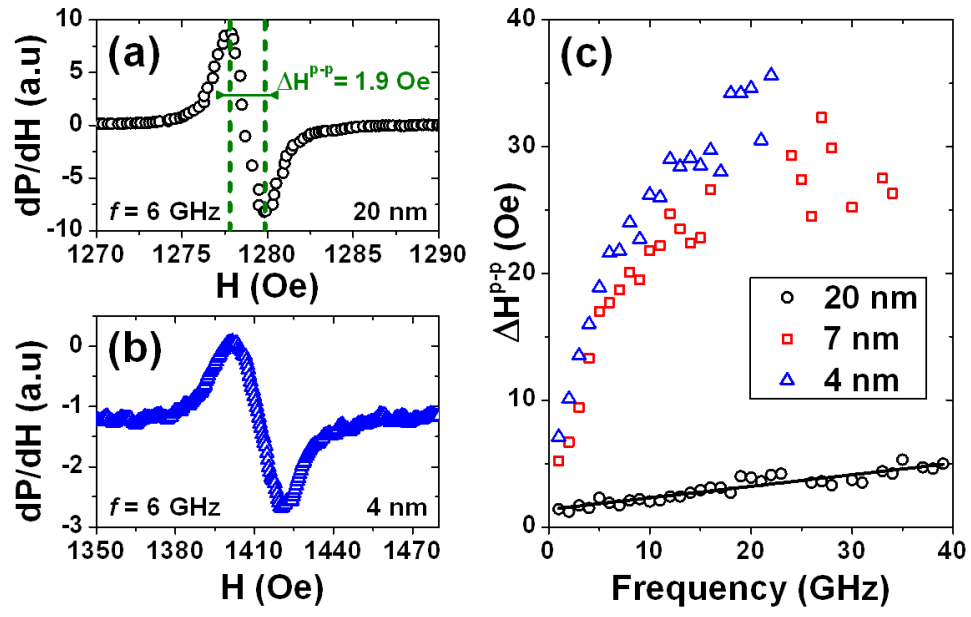 (a)
dP/dH (a.u)
10
5
0
-5
-10
ΔH^p-p = 1.9 Oe
f = 6 GHz
20 nm
1270 1275 1280 1285 1290
H (Oe)
(b)
dP/dH (a.u)
0
-1
-2
-3
f = 6 GHz
4 nm
1350 1380 1410 1440 1470
H (Oe)
(c)
ΔH^p-p (Oe)
40
30
20
10
0
20 nm
7 nm
4 nm
0 10 20 30 40
Frequency (GHz)